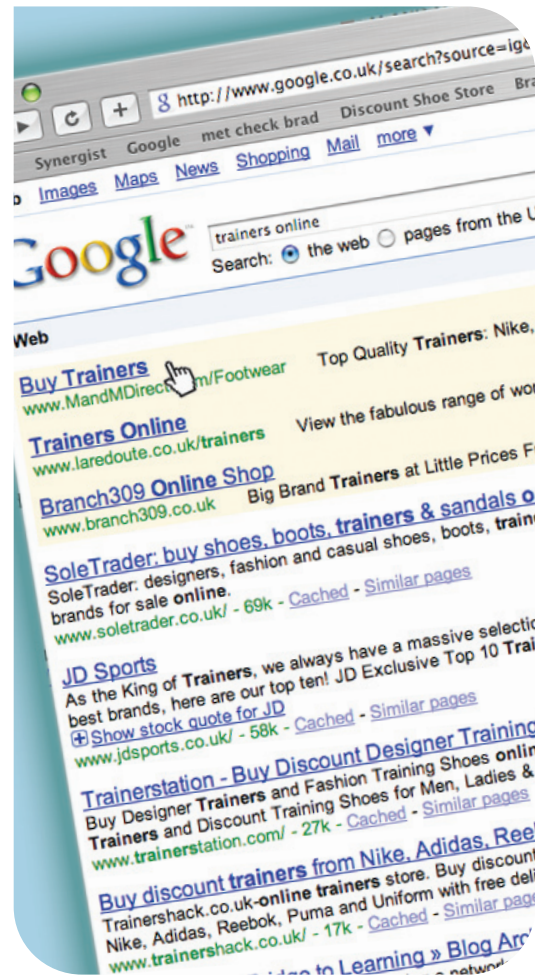 8 http://www.google.co.uk/search?source=ig&
Synergist Google met check brad Discount Shoe Store
Images Maps News Shopping Mail more ▼
Google™
trainers online
Search: the web pages from the
Web
Buy Trainers
www.MandMDirect m/Footwear Top Quality Trainers: Nike,
Trainers Online
www.laredoute.co.uk/trainers View the fabulous range of
Branch309 Online Shop
www.branch309.co.uk Big Brand Trainers at Little Prices
SoleTrader: buy shoes, boots, trainers & sandals
SoleTrader: designers, fashion and casual shoes, boots,
brands for sale online.
www.soletrader.co.uk/ - 69k - Cached - Similar pages
JD Sports
As the King of Trainers, we always have a massive
best brands, here are our top ten! JD Exclusive Top 10
Show stock quote for JD
www.jdsports.co.uk/ - 58k - Cached - Similar pages
Trainerstation - Buy Discount Designer Training
Buy Designer Trainers and Fashion Training Shoes
Trainers and Discount Training Shoes for Men, Ladies &
www.trainerstation.com/ - 27k - Cached - Similar pages
Buy discount trainers from Nike, Adidas,
Trainershack.co.uk-online trainers store. Buy discount
Nike, Adidas, Reebok, Puma and Uniform with free
www.trainershack.co.uk/ - 17k - Cached - Similar
to Learning » Blog